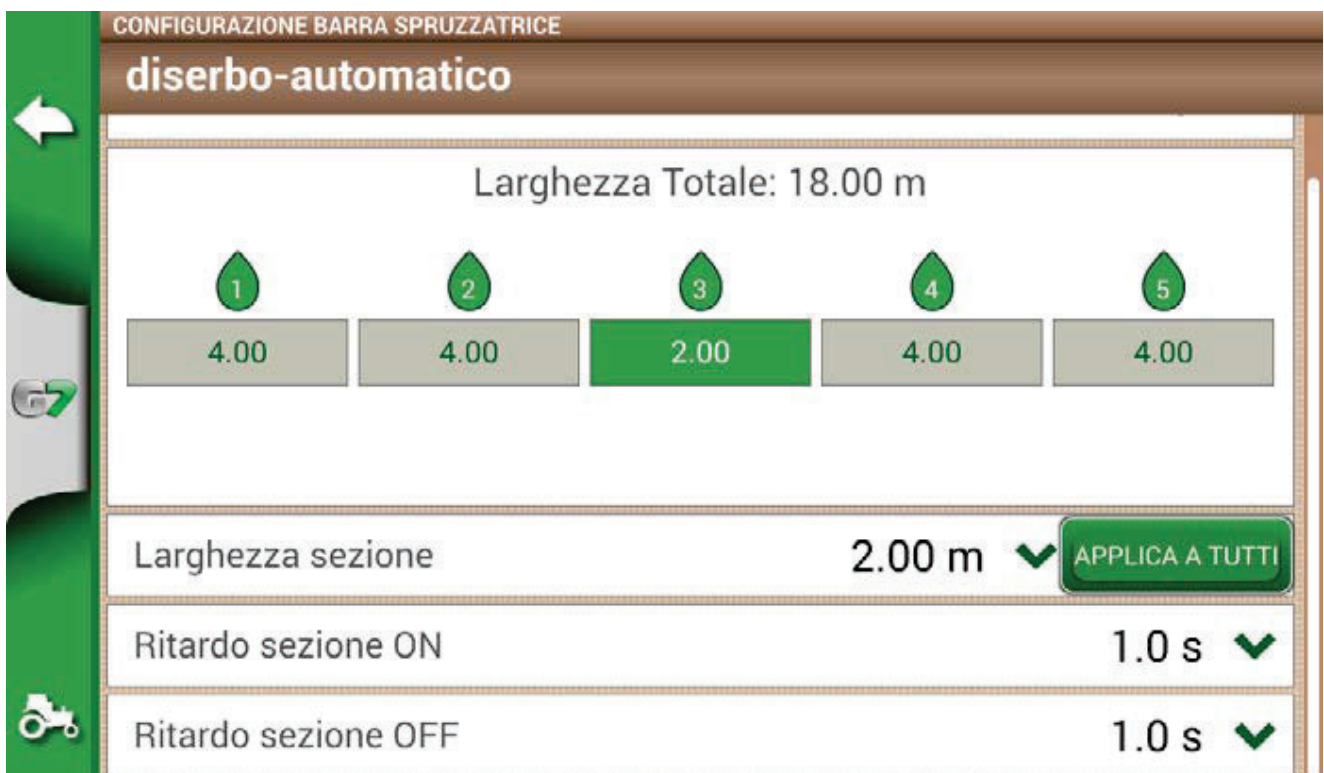 CONFIGURAZIONE BARRA SPRUZZATRICE
diserbo-automatico
Larghezza Totale: 18.00 m
1 2 3 4 5
4.00 4.00 2.00 4.00 4.00
G7
Larghezza sezione 2.00 m APPLICA A TUTTI
Ritardo sezione ON 1.0 s
Ritardo sezione OFF 1.0 s